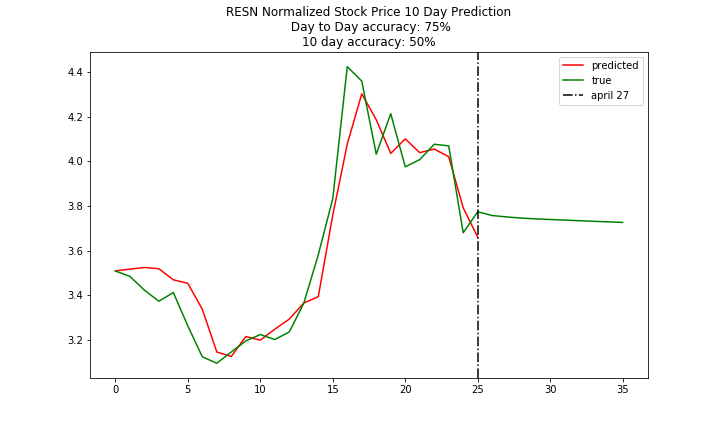 RESN Normalized Stock Price 10 Day Prediction
Day to Day accuracy: 75%
10 day accuracy: 50%
predicted
true
april 27
4.4
4.2
4.0
3.8
3.6
3.4
3.2
0 5 10 15 20 25 30 35